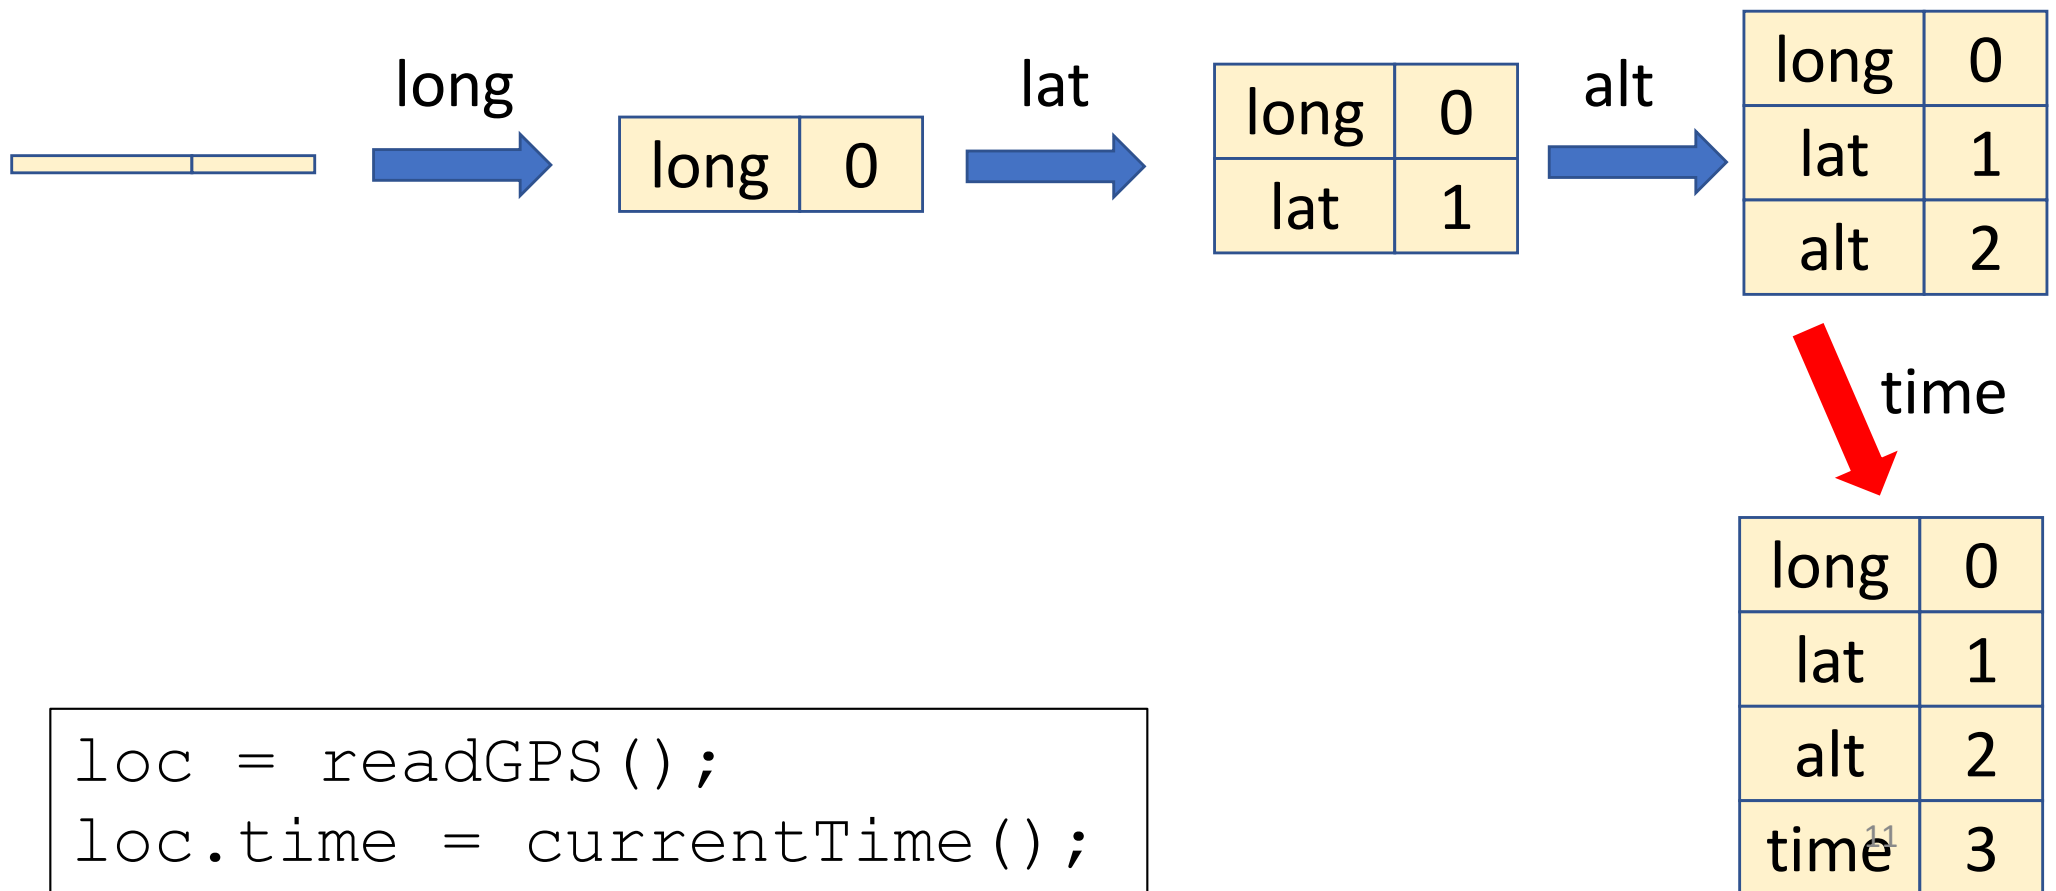 long
long 0
lat
long 0
lat 1
alt
long 0
lat 1
alt 2
time
long 0
lat 1
alt 2
time 3
11
loc = readGPS();
loc.time = currentTime();